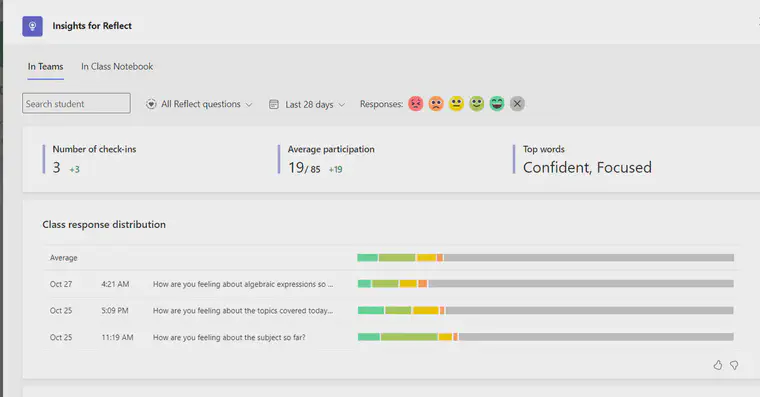 Insights for Reflect
In Teams In Class Notebook
Search student All Reflect questions Last 28 days Responses:
Number of check-ins Average participation Top words
3 +3 19/ 85 +19 Confident, Focused
Class response distribution
Average
Oct 27 4:21 AM How are you feeling about algebraic expressions so ...
Oct 25 5:09 PM How are you feeling about the topics covered today...
Oct 25 11:19 AM How are you feeling about the subject so far?